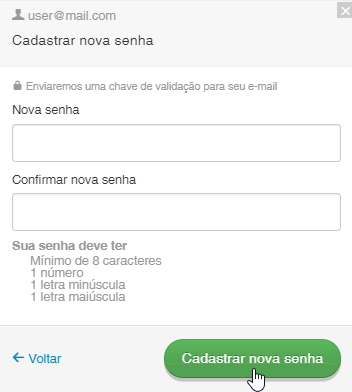 user@mail.com
Cadastrar nova senha
Enviaremos uma chave de validação para seu e-mail
Nova senha
Confirmar nova senha
Sua senha deve ter
Mínimo de 8 caracteres
1 número
1 letra minúscula
1 letra maiúscula
← Voltar
Cadastrar nova senha